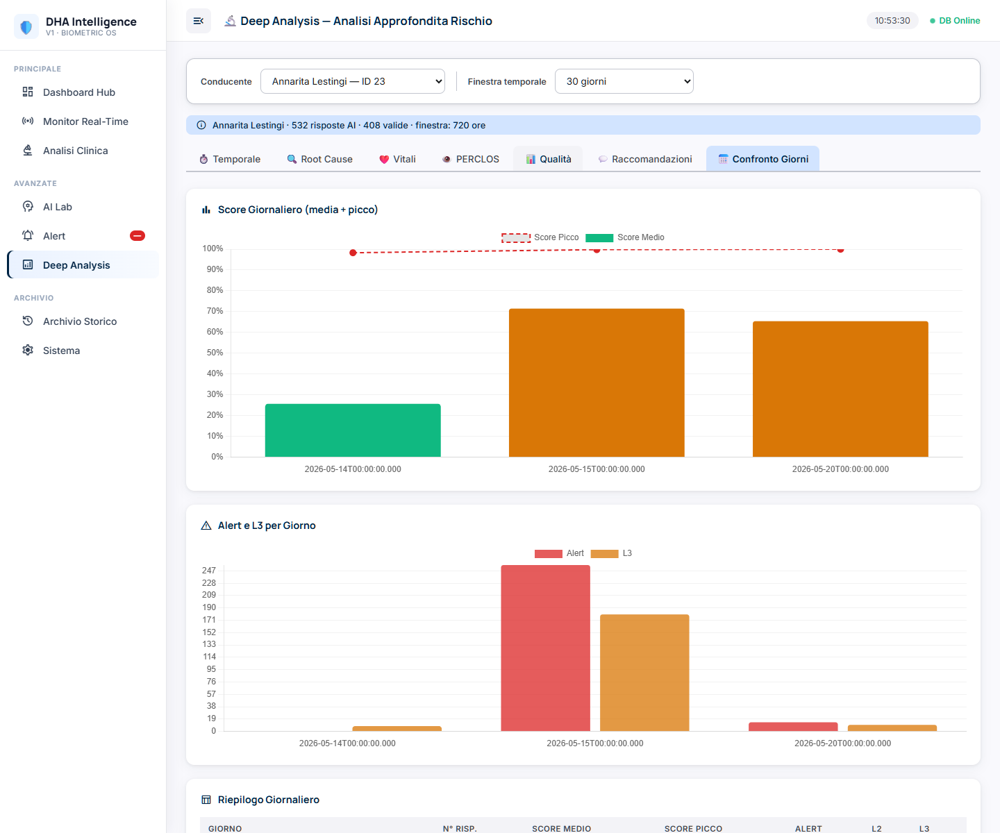 DHA Intelligence
V1 · BIOMETRIC OS
PRINCIPALE
Dashboard Hub
Monitor Real-Time
Analisi Clinica
AVANZATE
AI Lab
Alert
—
Deep Analysis
ARCHIVIO
Archivio Storico
Sistema
Deep Analysis — Analisi Approfondita Rischio
10:53:30
DB Online
Conducente
Annarita Lestingi — ID 23
Finestra temporale
30 giorni
Annarita Lestingi · 532 risposte AI · 408 valide · finestra: 720 ore
Temporale
Root Cause
Vitali
PERCLOS
Qualità
Raccomandazioni
Confronto Giorni
Score Giornaliero (media + picco)
Score Picco
Score Medio
100%
90%
80%
70%
60%
50%
40%
30%
20%
10%
0%
2026-05-14T00:00:00.000
2026-05-15T00:00:00.000
2026-05-20T00:00:00.000
Alert e L3 per Giorno
Alert
L3
247
228
209
190
171
152
133
114
95
76
57
38
19
0
2026-05-14T00:00:00.000
2026-05-15T00:00:00.000
2026-05-20T00:00:00.000
Riepilogo Giornaliero
GIORNO
N° RISP.
SCORE MEDIO
SCORE PICCO
ALERT
L2
L3